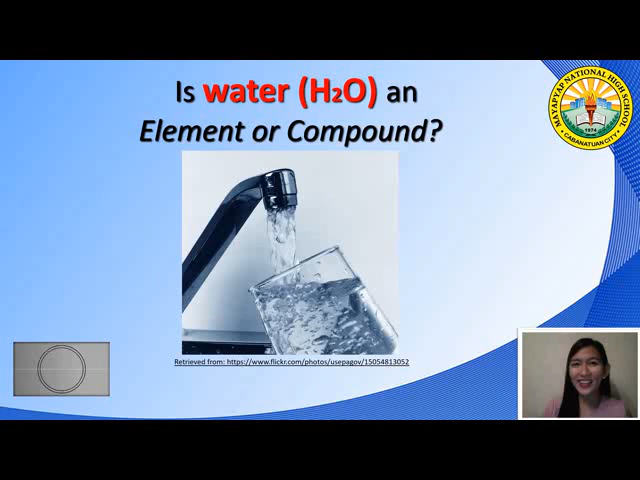 Is water (H₂O) an
Element or Compound?
MAYAPYAP NATIONAL HIGH SCHOOL
1974
CABANATUAN CITY
Retrieved from: https://www.flickr.com/photos/usepagov/15054813052